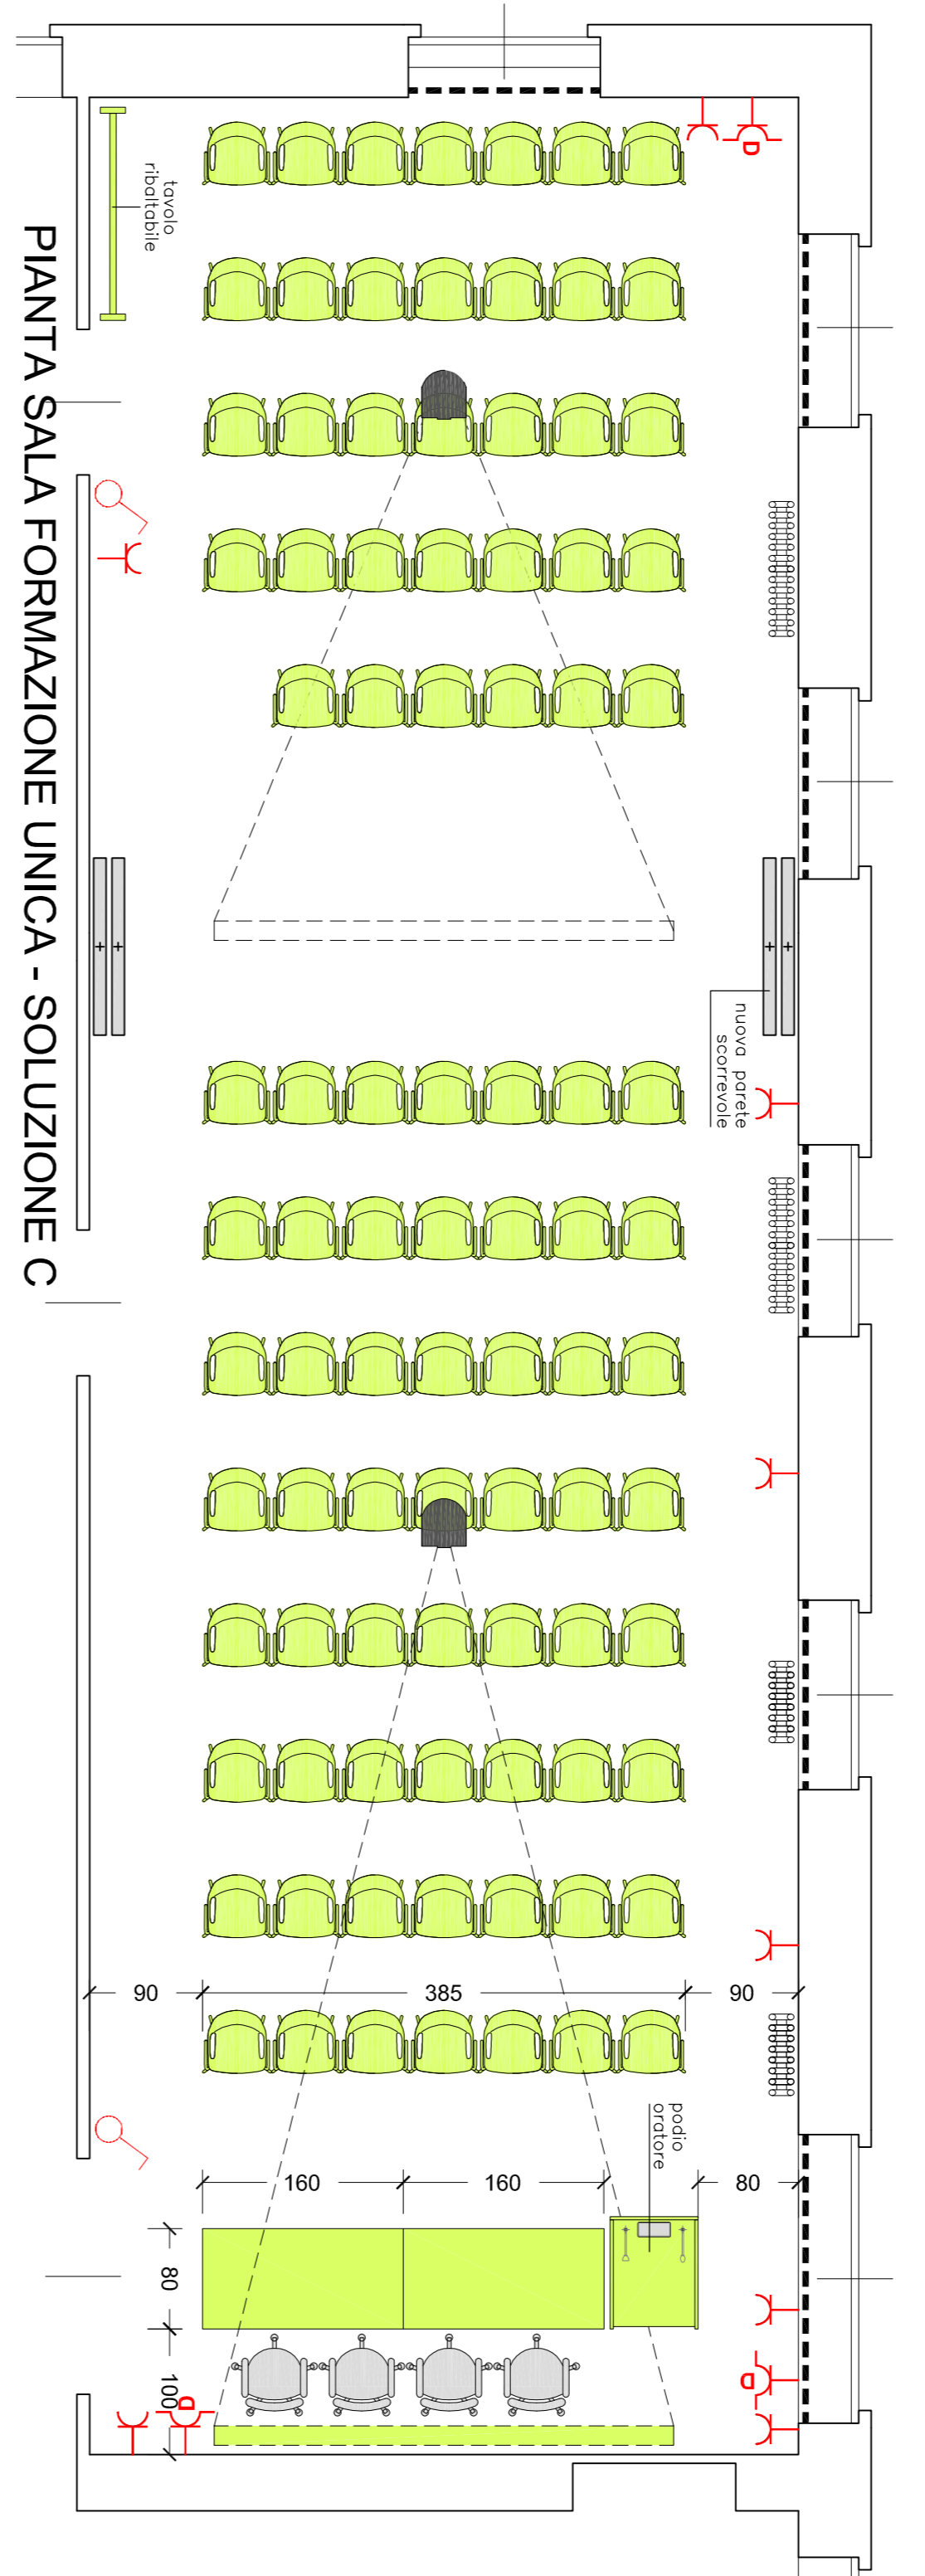 PIANTA SALA FORMAZIONE UNICA - SOLUZIONE C
tavolo
ribaltabile
D
nuova parete
scorrevole
90
385
90
podio
oratore
160
160
80
80
100
D
D